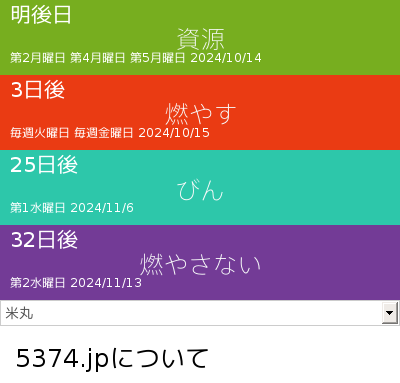 明後日
資源
第2月曜日 第4月曜日 第5月曜日 2024/10/14
3日後
燃やす
毎週火曜日 毎週金曜日 2024/10/15
25日後
びん
第1水曜日 2024/11/6
32日後
燃やさない
第2水曜日 2024/11/13
米丸
5374.jpについて